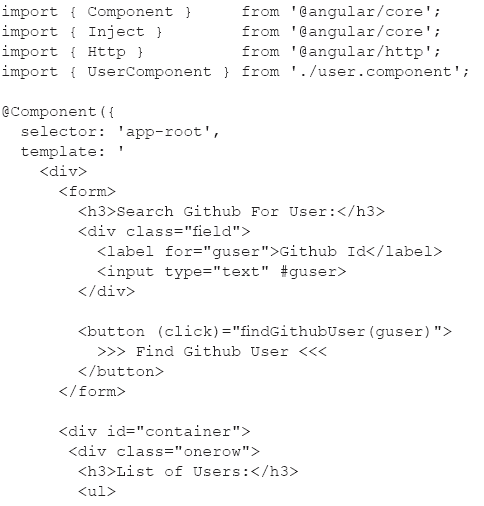 import { Component }     from '@angular/core';
import { Inject }        from '@angular/core';
import { Http }          from '@angular/http';
import { UserComponent } from './user.component';

@Component({
  selector: 'app-root',
  template: '
    <div>
      <form>
        <h3>Search Github For User:</h3>
        <div class="field">
          <label for="guser">Github Id</label>
          <input type="text" #guser>
        </div>

        <button (click)="findGithubUser(guser)">
          >>> Find Github User <<<
        </button>
      </form>

      <div id="container">
       <div class="onerow">
        <h3>List of Users:</h3>
        <ul>